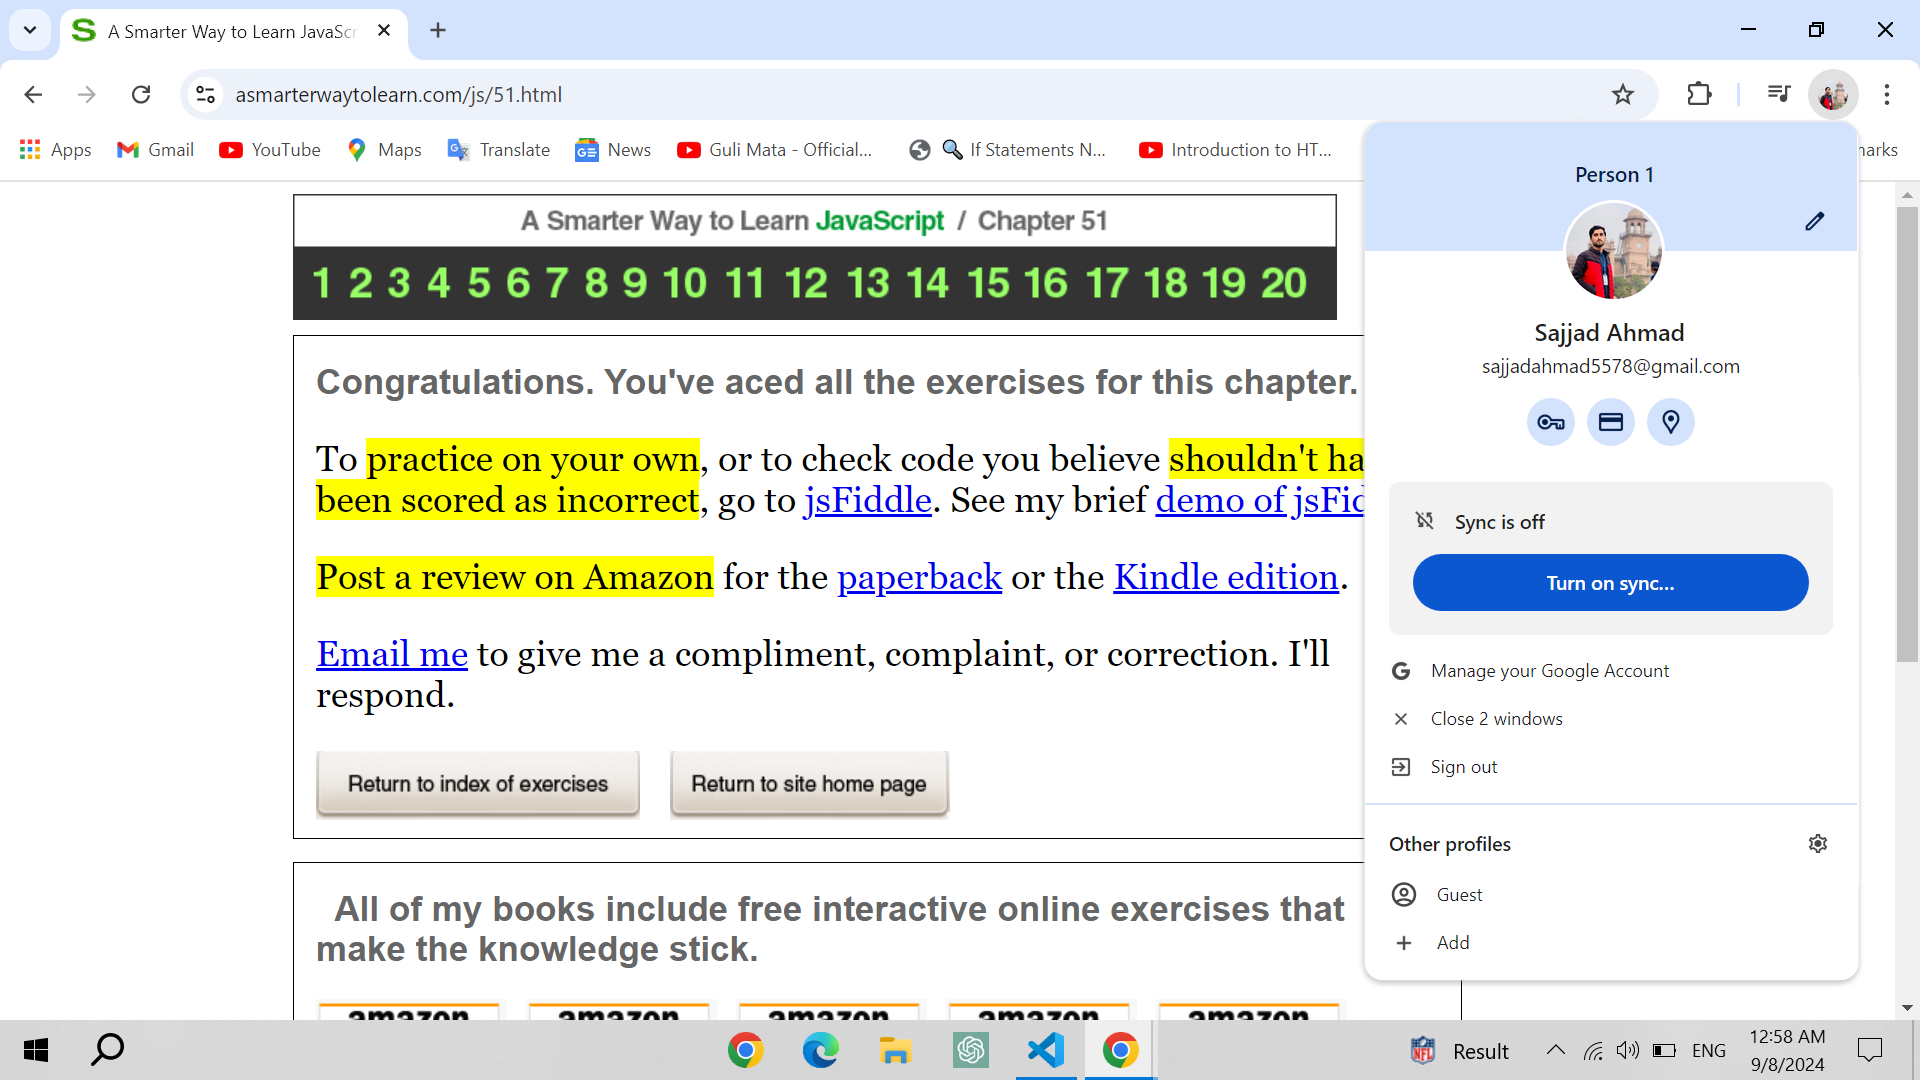 A Smarter Way to Learn JavaScr
asmarterwaytolearn.com/js/51.html
Apps Gmail YouTube Maps Translate News Guli Mata - Official... If Statements N... Introduction to HT... harks
A Smarter Way to Learn JavaScript / Chapter 51
1 2 3 4 5 6 7 8 9 10 11 12 13 14 15 16 17 18 19 20
Congratulations. You've aced all the exercises for this chapter.
To practice on your own, or to check code you believe shouldn't ha
been scored as incorrect, go to jsFiddle. See my brief demo of jsFid
Post a review on Amazon for the paperback or the Kindle edition.
Email me to give me a compliment, complaint, or correction. I'll
respond.
Return to index of exercises Return to site home page
All of my books include free interactive online exercises that
make the knowledge stick.
amazon amazon amazon amazon amazon
Person 1
Sajjad Ahmad
sajjadahmad5578@gmail.com
Sync is off
Turn on sync...
Manage your Google Account
Close 2 windows
Sign out
Other profiles
Guest
Add
Result ENG 12:58 AM
9/8/2024